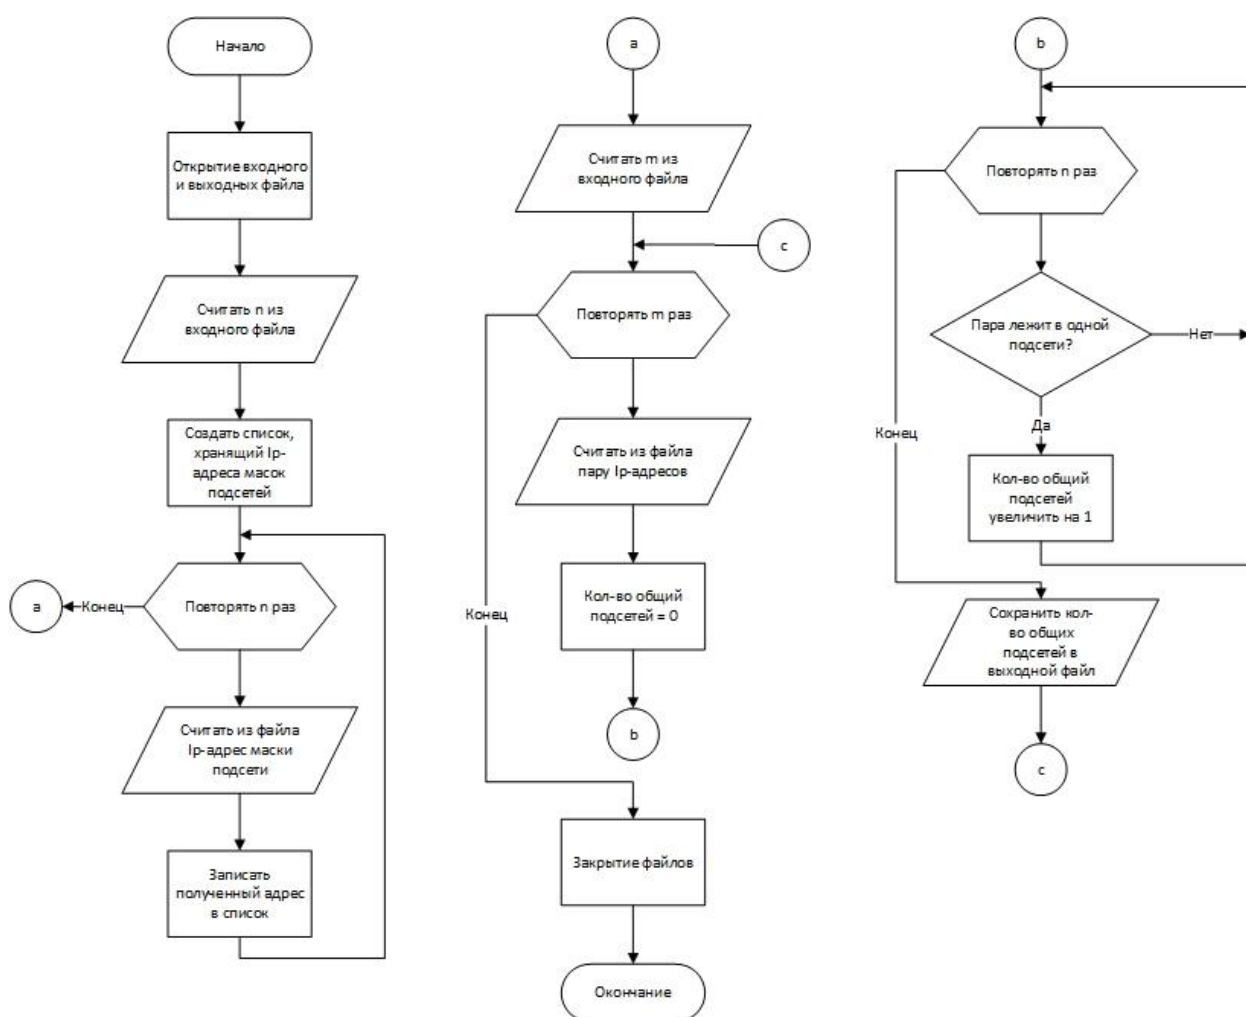 Начало
Открытие входного
и выходных файла
Считать n из
входного файла
Создать список,
хранящий Ip-
адреса масок
подсетей
a
Конец
Повторять n раз
Считать из файла
Ip-адрес маски
подсети
Записать
полученный адрес
в список
a
Считать m из
входного файла
c
Повторять m раз
Считать из файла
пару Ip-адресов
Конец
Кол-во общий
подсетей = 0
b
Закрытие файлов
Окончание
b
Повторять n раз
Пара лежит в одной
подсети?
Нет
Да
Конец
Кол-во общий
подсетей
увеличить на 1
Сохранить кол-
во общих
подсетей в
выходной файл
c